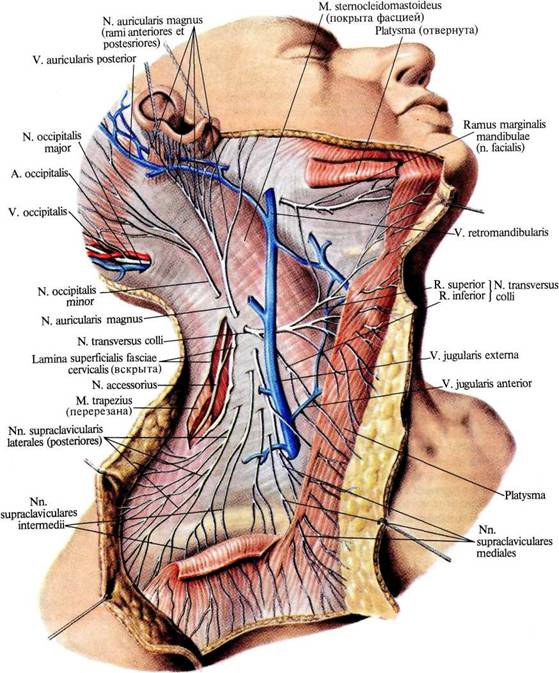 N. auricularis magnus
(rami anteriores et
postesriores)
V. auricularis posterior
N. occipitalis
major
A. occipitalis
V. occipitalis
N. occipitalis
minor
N. auricularis magnus
N. transversus colli
Lamina superficialis fasciae
cervicalis (вскрыта)
N. accessorius
M. trapezius
(перерезана)
Nn. supraclavicularis
laterales (posteriores)
Nn.
supraclaviculares
intermedii
M. sternocleidomastoideus
(покрыта фасцией)
Platysma (отвернута)
Ramus marginalis
mandibulae
(n. facialis)
V. retromandibularis
R. superior
R. inferior
N. transversus
colli
V. jugularis externa
V. jugularis anterior
Platysma
Nn.
supraclaviculares
mediales